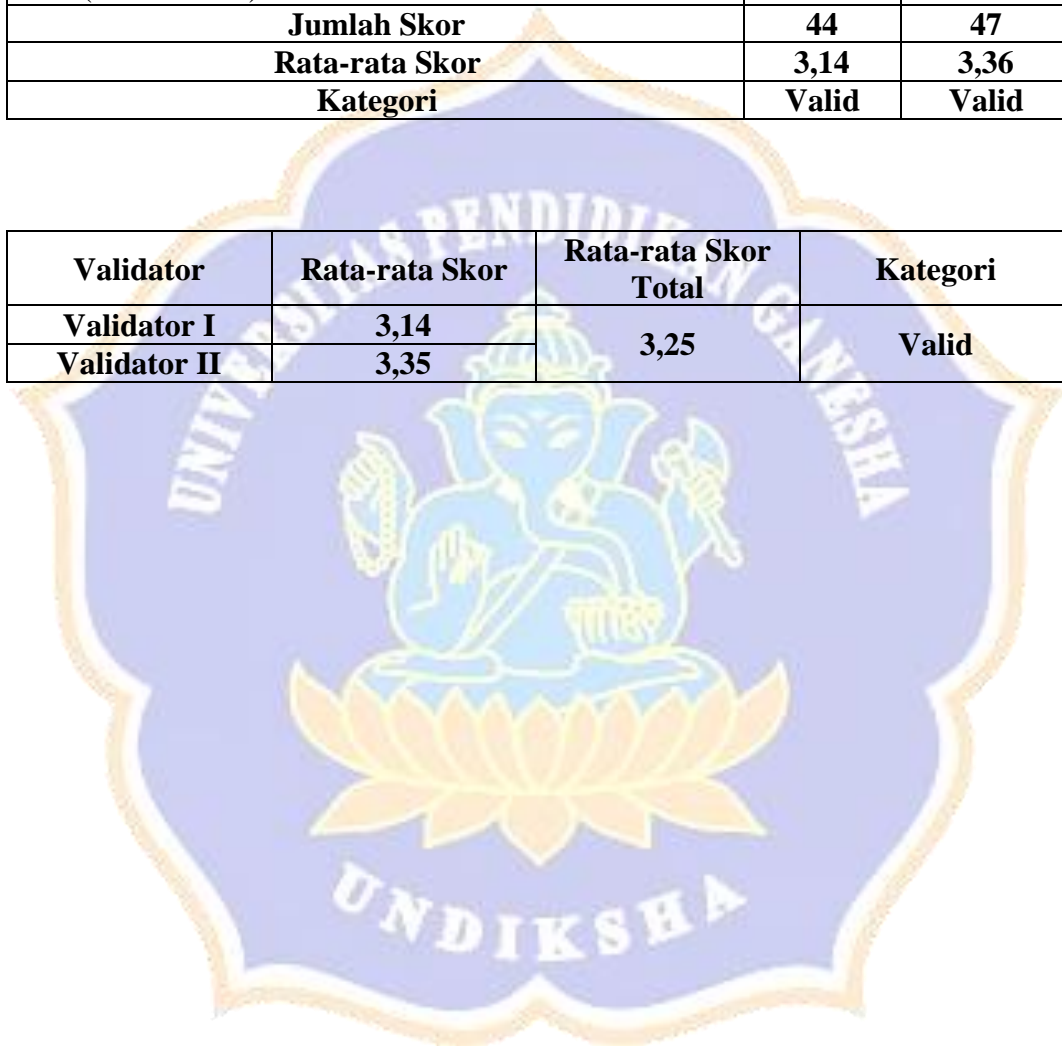 Jumlah Skor 44 47
Rata-rata Skor 3,14 3,36
Kategori Valid Valid
UNIVERSITAS PENDIDIKAN GANESHA
Validator Rata-rata Skor Rata-rata Skor Total Kategori
Validator I 3,14 3,25 Valid
Validator II 3,35
UNDIKSHA